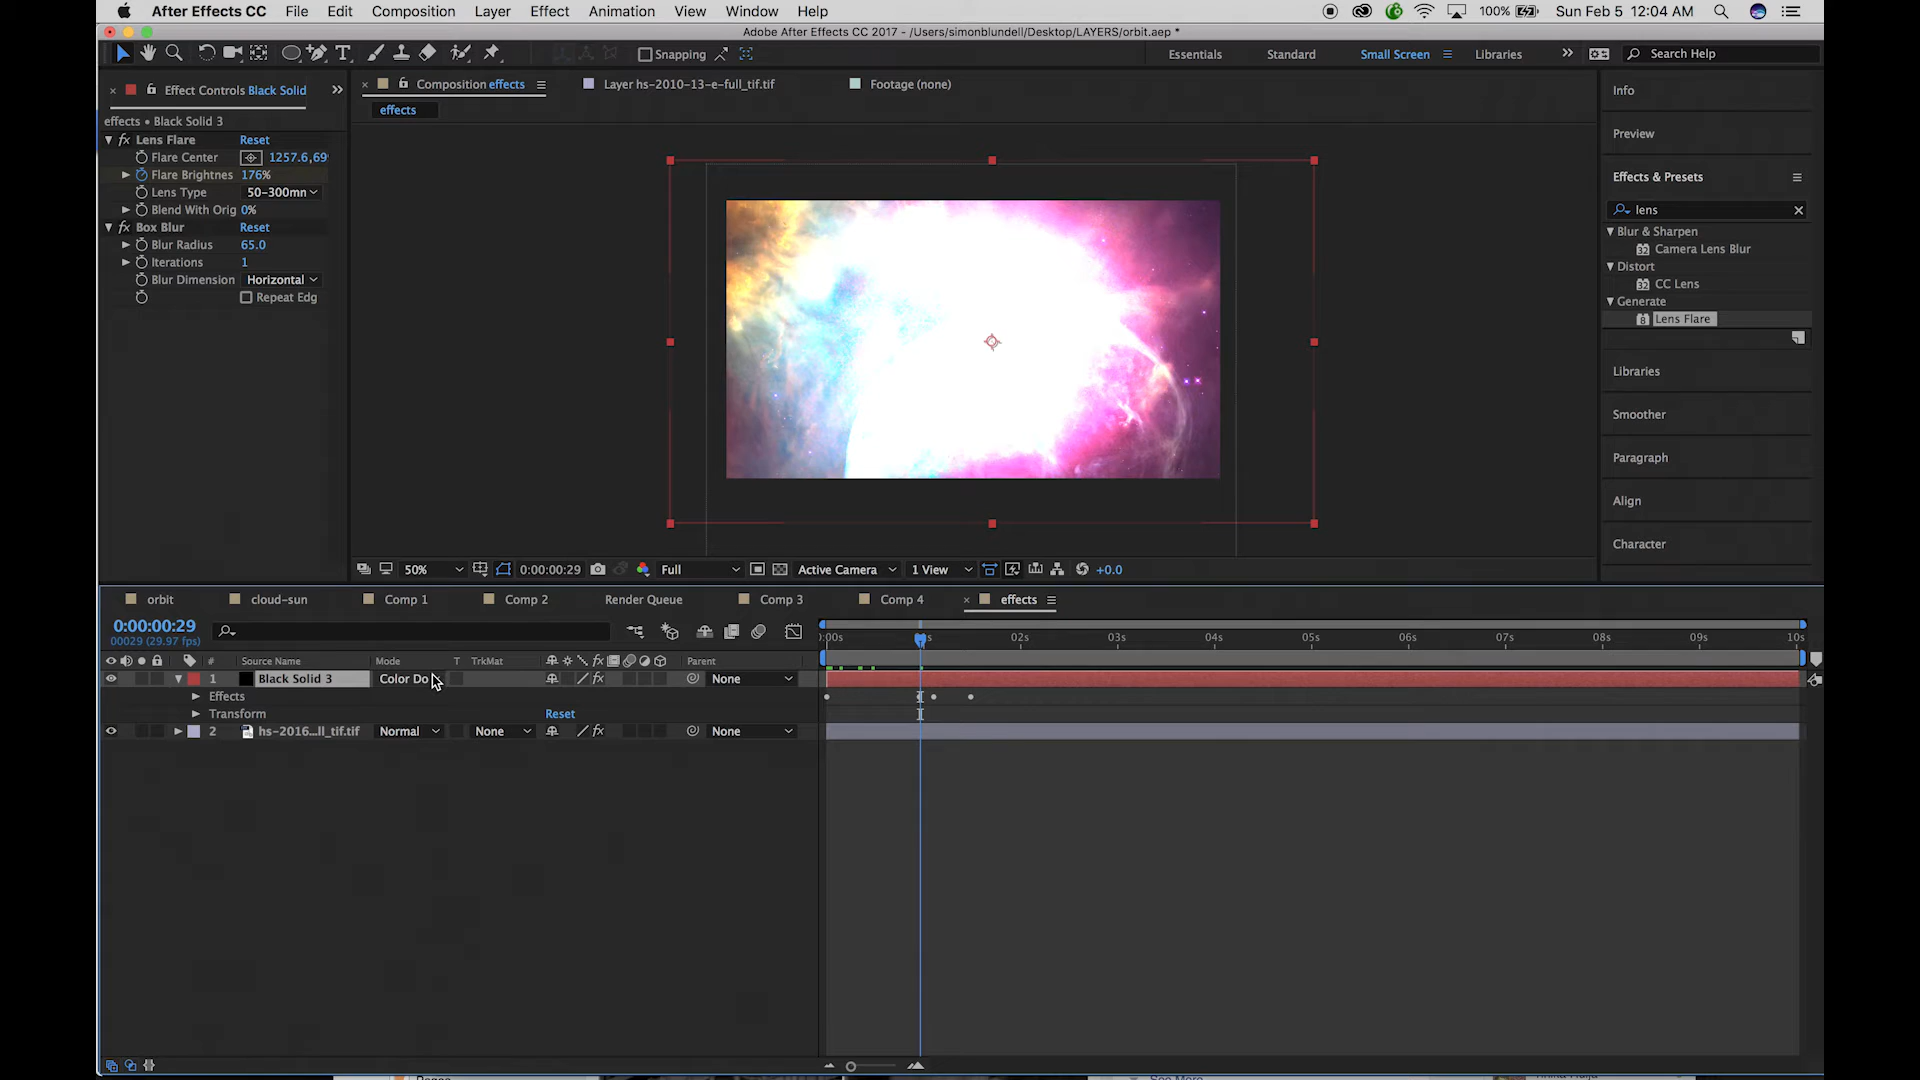 After Effects CC File Edit Composition Layer Effect Animation View Window Help 100% Sun Feb 5 12:04 AM
Adobe After Effects CC 2017 - /Users/simonblundell/Desktop/LAYERS/orbit.aep *
Snapping Essentials Standard Small Screen Libraries Search Help
Effect Controls Black Solid
effects • Black Solid 3
Lens Flare Reset
Flare Center 1257.6,69
Flare Brightnes 176%
Lens Type 50-300mn
Blend With Orig 0%
Box Blur Reset
Blur Radius 65.0
Iterations 1
Blur Dimension Horizontal
Repeat Edg
Composition effects
Layer hs-2010-13-e-full_tif.tif
Footage (none)
effects
50% 0:00:00:29 Full Active Camera 1 View +0.0
Info
Preview
Effects & Presets
lens
Blur & Sharpen
32 Camera Lens Blur
Distort
32 CC Lens
Generate
8 Lens Flare
Libraries
Smoother
Paragraph
Align
Character
orbit cloud-sun Comp 1 Comp 2 Render Queue Comp 3 Comp 4 effects
0:00:00:29
00029 (29.97 fps)
# Source Name Mode T TrkMat Parent
:00s 02s 03s 04s 05s 06s 07s 08s 09s 10s
1 Black Solid 3 Color Do None
Effects
Transform Reset
2 hs-2016...ll_tif.tif Normal None None